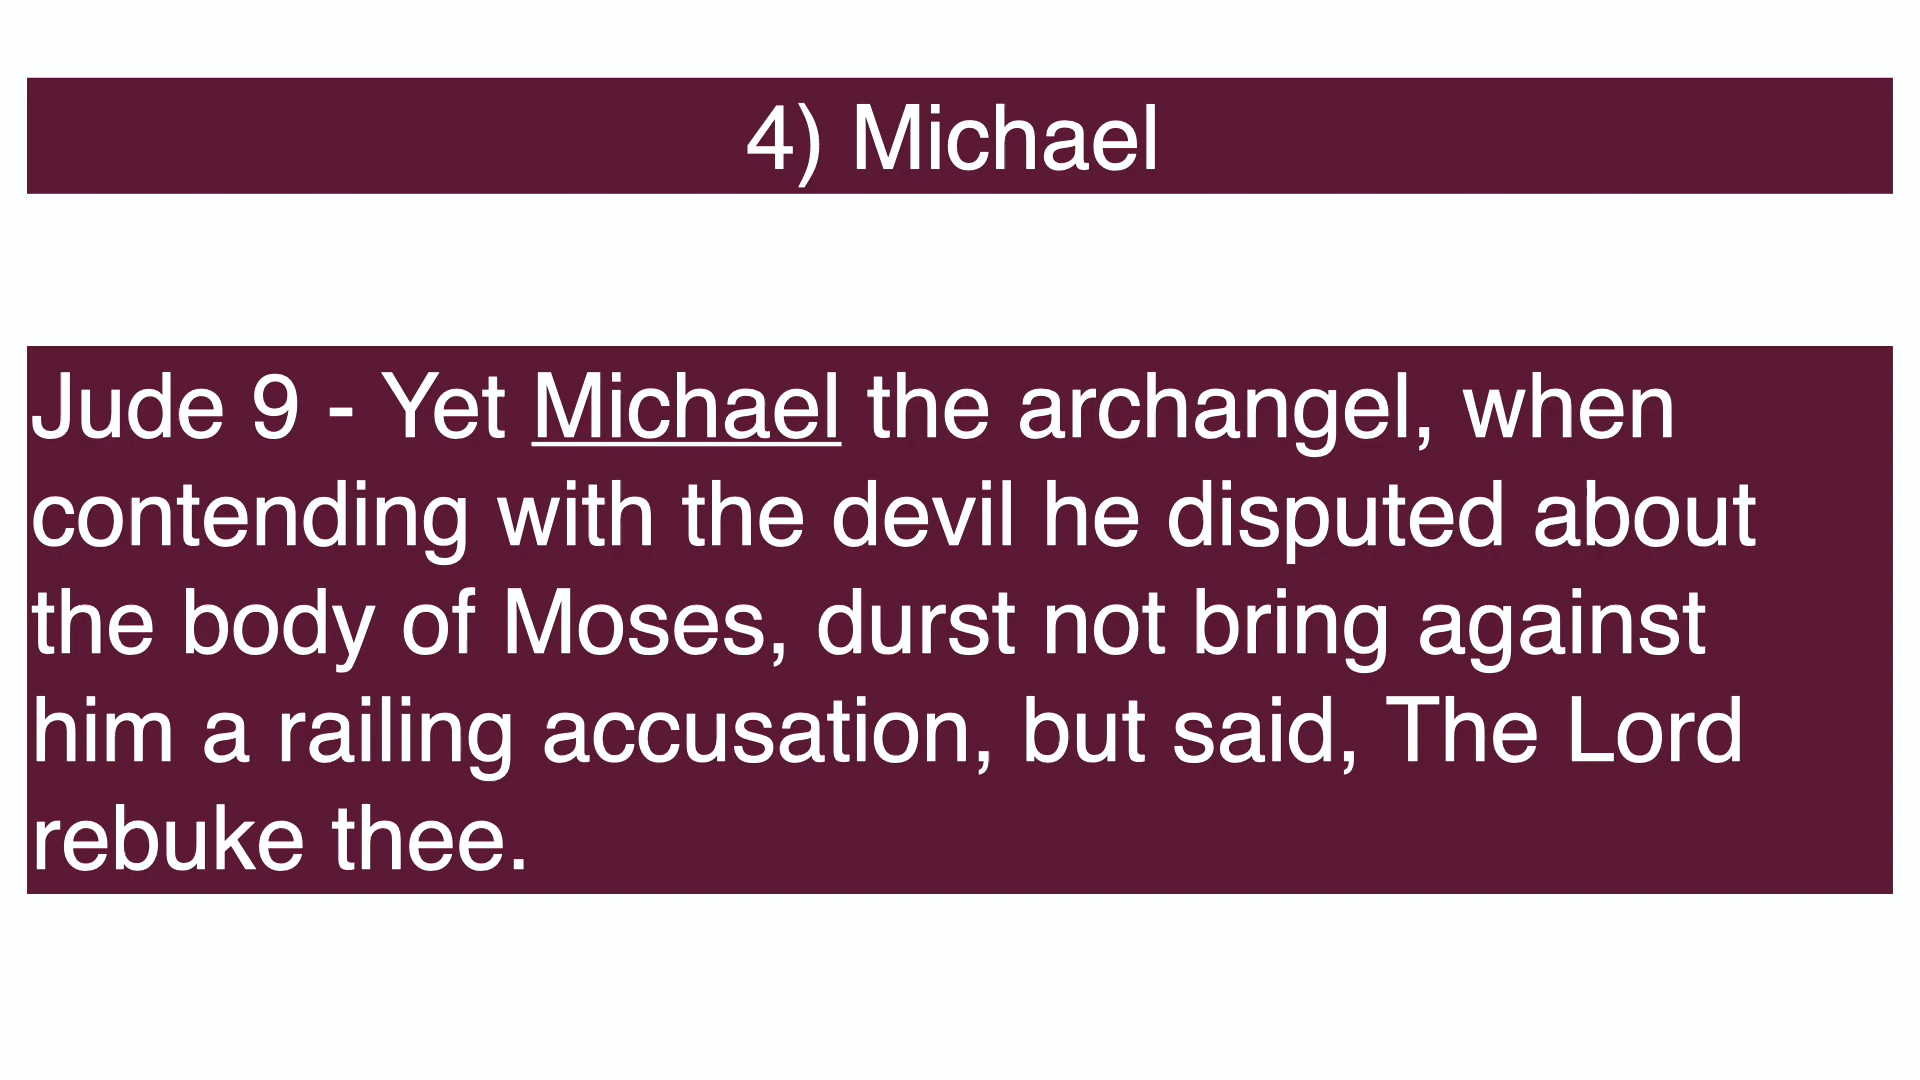 4) Michael
Jude 9 - Yet Michael the archangel, when
contending with the devil he disputed about
the body of Moses, durst not bring against
him a railing accusation, but said, The Lord
rebuke thee.